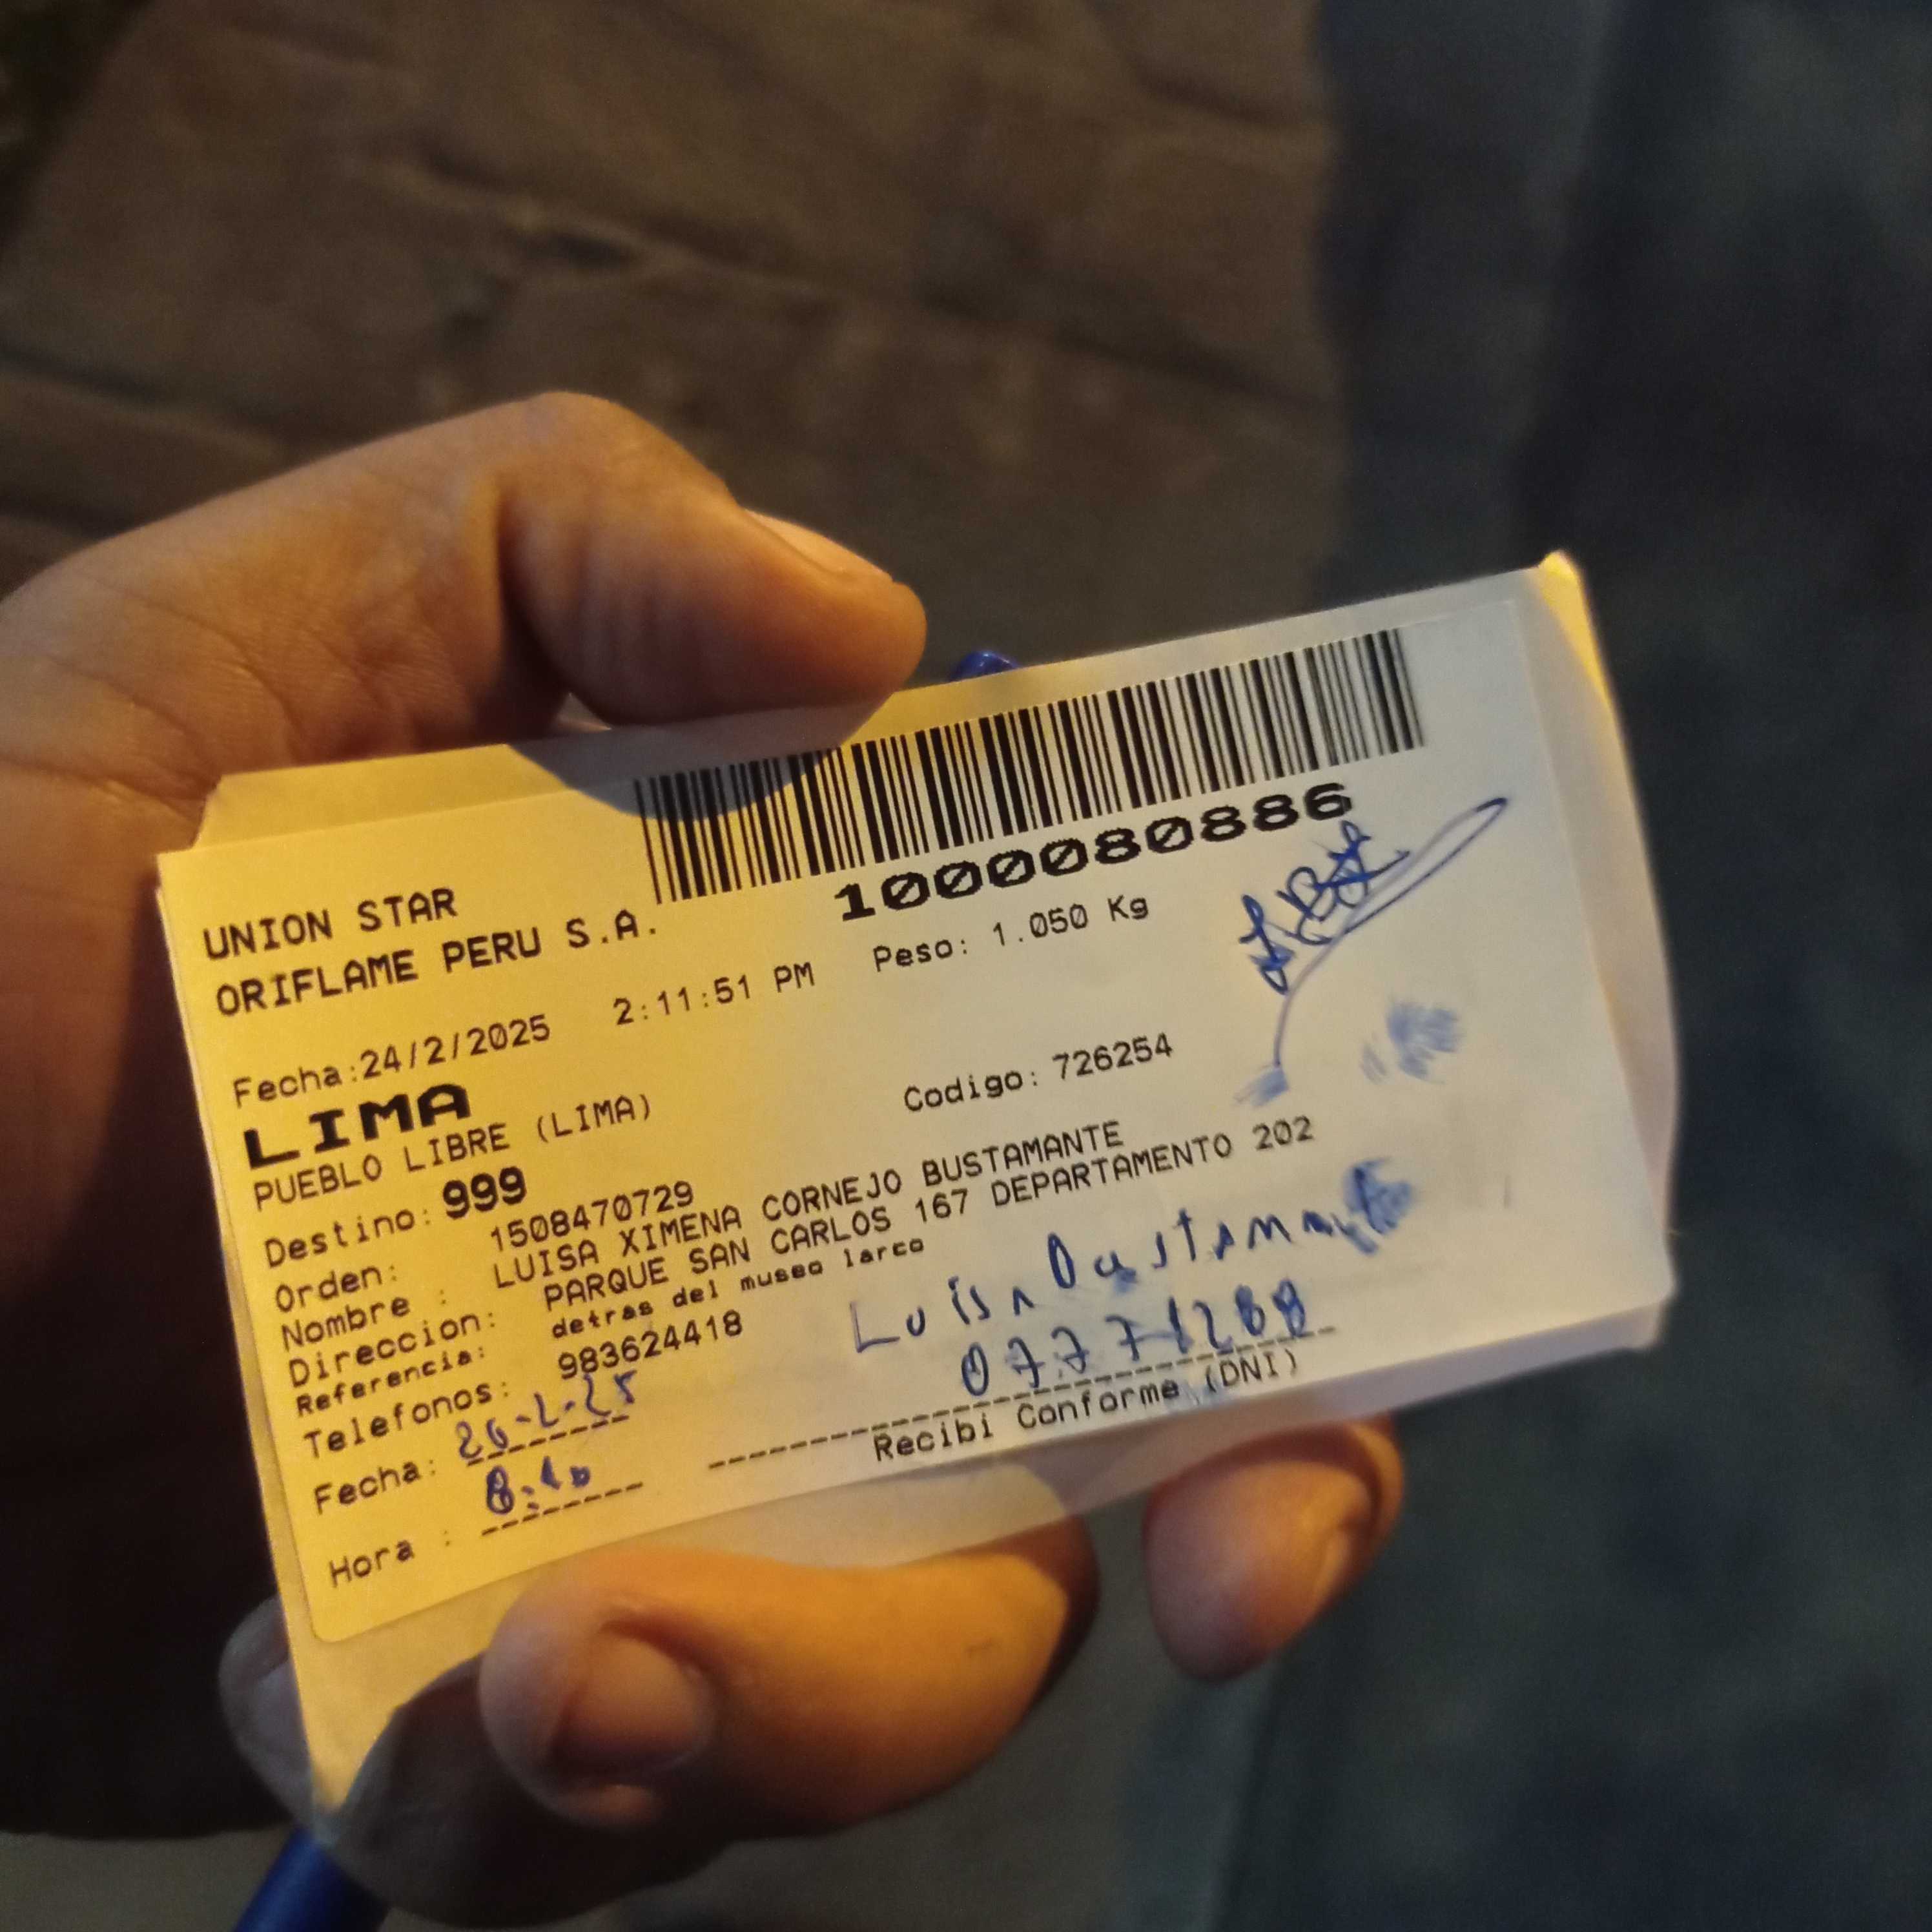 1000080886
UNION STAR
ORIFLAME PERU S.A.
Fecha:24/2/2025 2:11:51 PM Peso: 1.050 Kg
LIMA
PUEBLO LIBRE (LIMA) Codigo: 726254
Destino: 999
Orden: 1508470729
Nombre : LUISA XIMENA CORNEJO BUSTAMANTE
Direccion: PARQUE SAN CARLOS 167 DEPARTAMENTO 202
Referencia: detras del museo larco
Telefonos: 983624418
Luisa Bustamante
Fecha: 26-2-25
07771288
Hora : 8:10
Recibi Conforme (DNI)